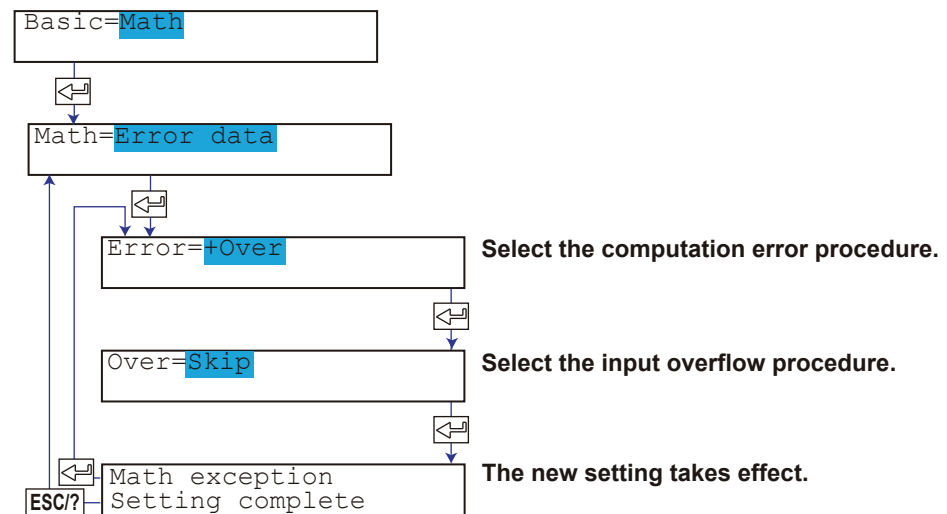 Basic=Math
Math=Error data
Error=+Over
Select the computation error procedure.
Over=Skip
Select the input overflow procedure.
Math exception
Setting complete
The new setting takes effect.
ESC/?